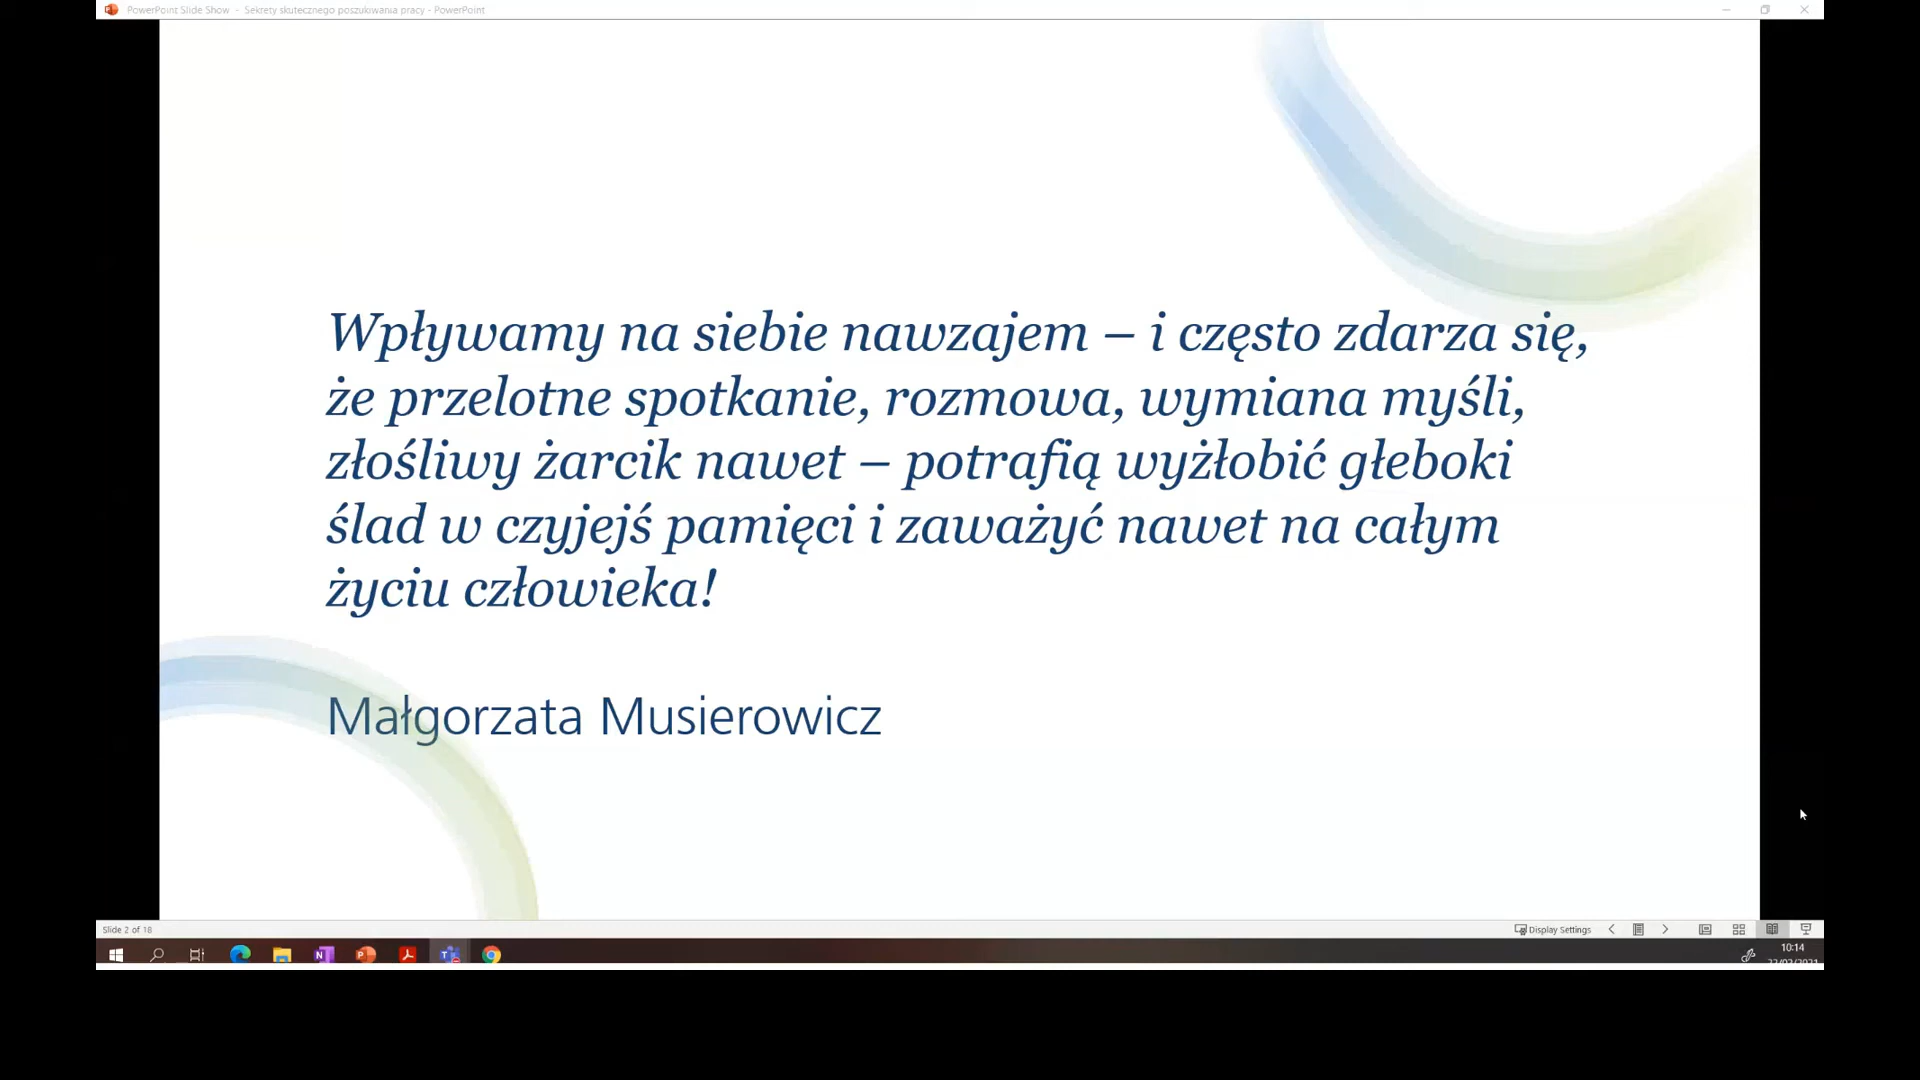 PowerPoint Slide Show - Sekrety skutecznego poszukiwania pracy - PowerPoint
Wpływamy na siebie nawzajem – i często zdarza się,
że przelotne spotkanie, rozmowa, wymiana myśli,
złośliwy żarcik nawet – potrafią wyżłobić głeboki
ślad w czyjejś pamięci i zaważyć nawet na całym
życiu człowieka!
Małgorzata Musierowicz
Slide 2 of 18
Display Settings
10:14